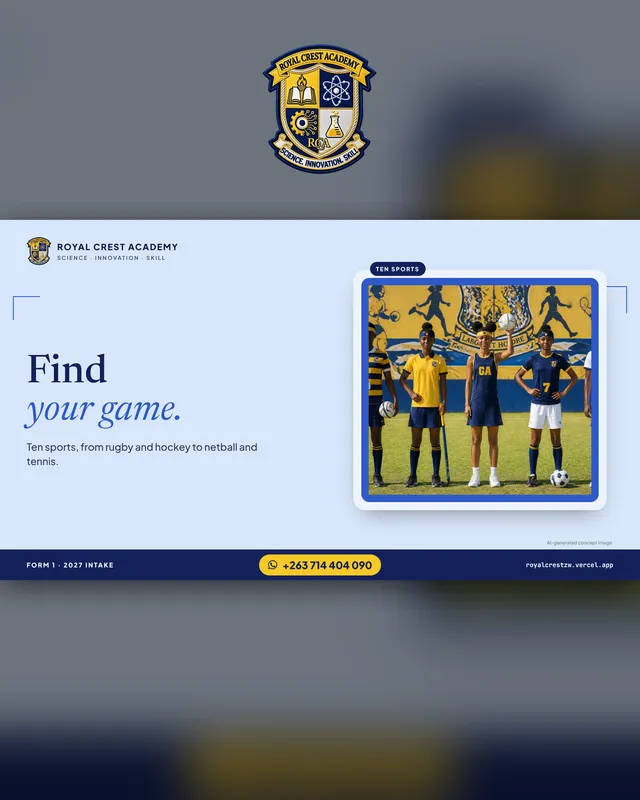 ROYAL CREST ACADEMY
RCA
SCIENCE, INNOVATION, SKILL
ROYAL CREST ACADEMY
SCIENCE · INNOVATION · SKILL
TEN SPORTS
GA
7
Find
your game.
Ten sports, from rugby and hockey to netball and
tennis.
AI-generated concept image
FORM 1 · 2027 INTAKE
+263 714 404 090
royalcrestzw.vercel.app